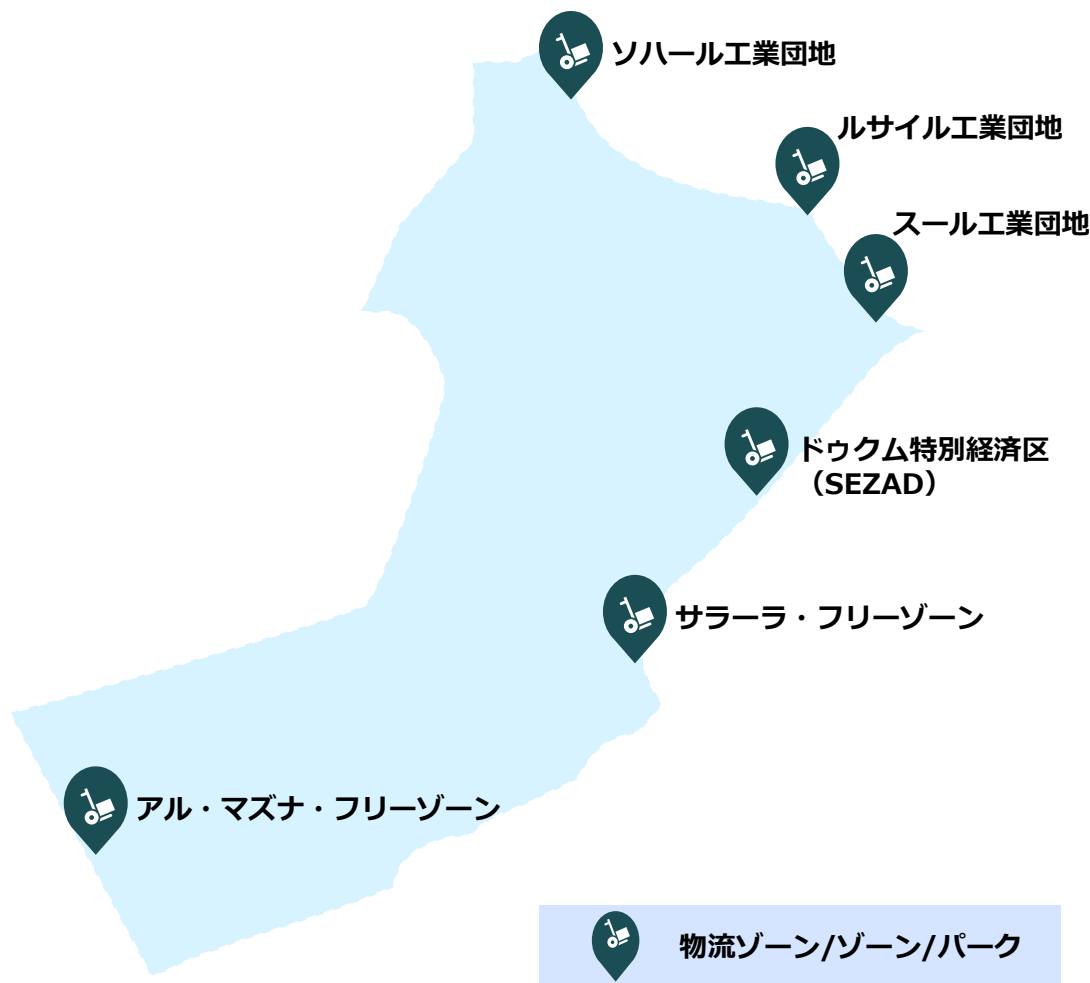 ソハール工業団地
ルサイル工業団地
スール工業団地
ドゥクム特別経済区
（SEZAD）
サラーラ・フリーゾーン
アル・マズナ・フリーゾーン
物流ゾーン/ゾーン/パーク